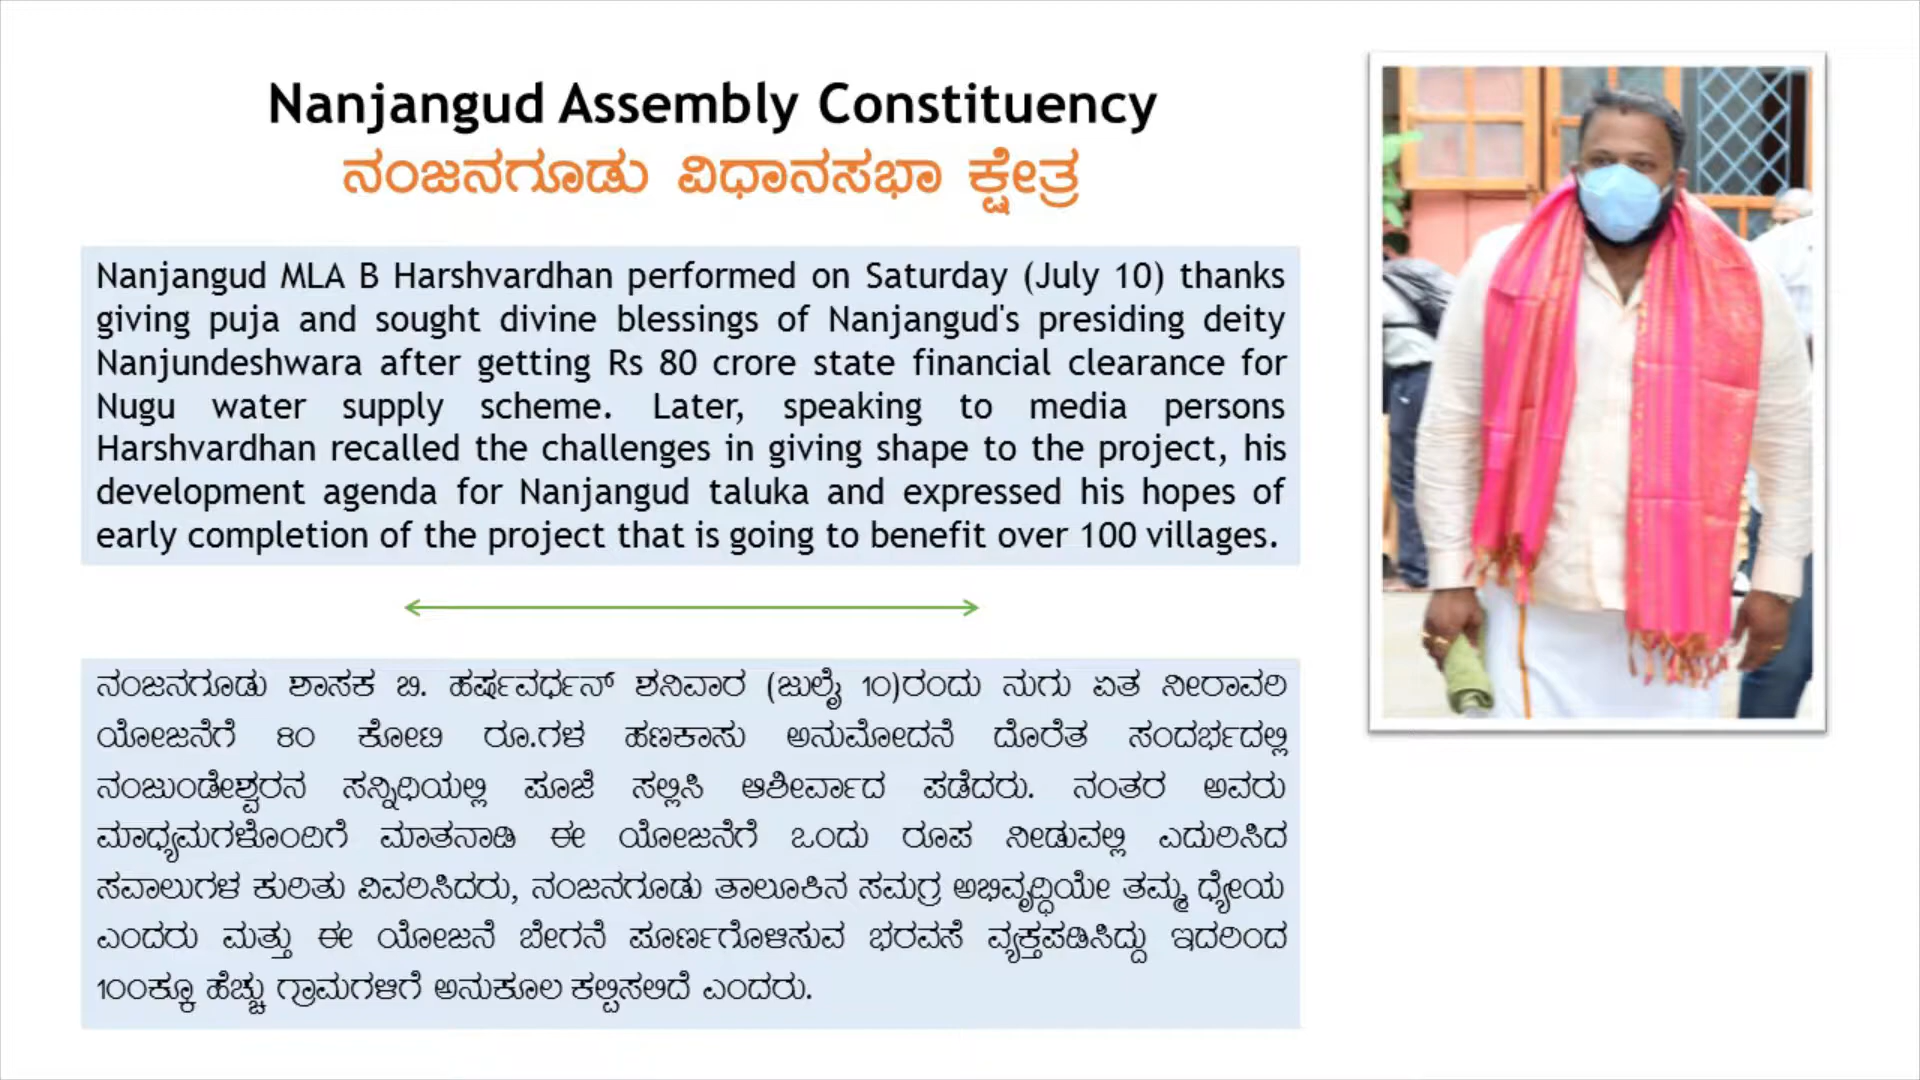 Nanjangud Assembly Constituency
ನಂಜನಗೂಡು ವಿಧಾನಸಭಾ ಕ್ಷೇತ್ರ
Nanjangud MLA B Harshvardhan performed on Saturday (July 10) thanks
giving puja and sought divine blessings of Nanjangud's presiding deity
Nanjundeshwara after getting Rs 80 crore state financial clearance for
Nugu water supply scheme. Later, speaking to media persons
Harshvardhan recalled the challenges in giving shape to the project, his
development agenda for Nanjangud taluka and expressed his hopes of
early completion of the project that is going to benefit over 100 villages.
ನಂಜನಗೂಡು ಶಾಸಕ ಬಿ. ಹರ್ಷವರ್ಧನ್ ಶನಿವಾರ (ಜುಲೈ 10)ರಂದು ನುಗು ಏತ ನೀರಾವರಿ
ಯೋಜನೆಗೆ 80 ಕೋಟಿ ರೂ.ಗಳ ಹಣಕಾಸು ಅನುಮೋದನೆ ದೊರೆತ ಸಂದರ್ಭದಲ್ಲಿ
ನಂಜುಂಡೇಶ್ವರನ ಸನ್ನಿಧಿಯಲ್ಲಿ ಪೂಜೆ ಸಲ್ಲಿಸಿ ಆಶೀರ್ವಾದ ಪಡೆದರು. ನಂತರ ಅವರು
ಮಾಧ್ಯಮಗಳೊಂದಿಗೆ ಮಾತನಾಡಿ ಈ ಯೋಜನೆಗೆ ಒಂದು ರೂಪ ನೀಡುವಲ್ಲಿ ಎದುರಿಸಿದ
ಸವಾಲುಗಳ ಕುರಿತು ವಿವರಿಸಿದರು, ನಂಜನಗೂಡು ತಾಲೂಕಿನ ಸಮಗ್ರ ಅಭಿವೃದ್ಧಿಯೇ ತಮ್ಮ ಧ್ಯೇಯ
ಎಂದರು ಮತ್ತು ಈ ಯೋಜನೆ ಬೇಗನೆ ಪೂರ್ಣಗೊಳಿಸುವ ಭರವಸೆ ವ್ಯಕ್ತಪಡಿಸಿದ್ದು ಇದರಿಂದ
100ಕ್ಕೂ ಹೆಚ್ಚು ಗ್ರಾಮಗಳಿಗೆ ಅನುಕೂಲ ಕಲ್ಪಿಸಲಿದೆ ಎಂದರು.